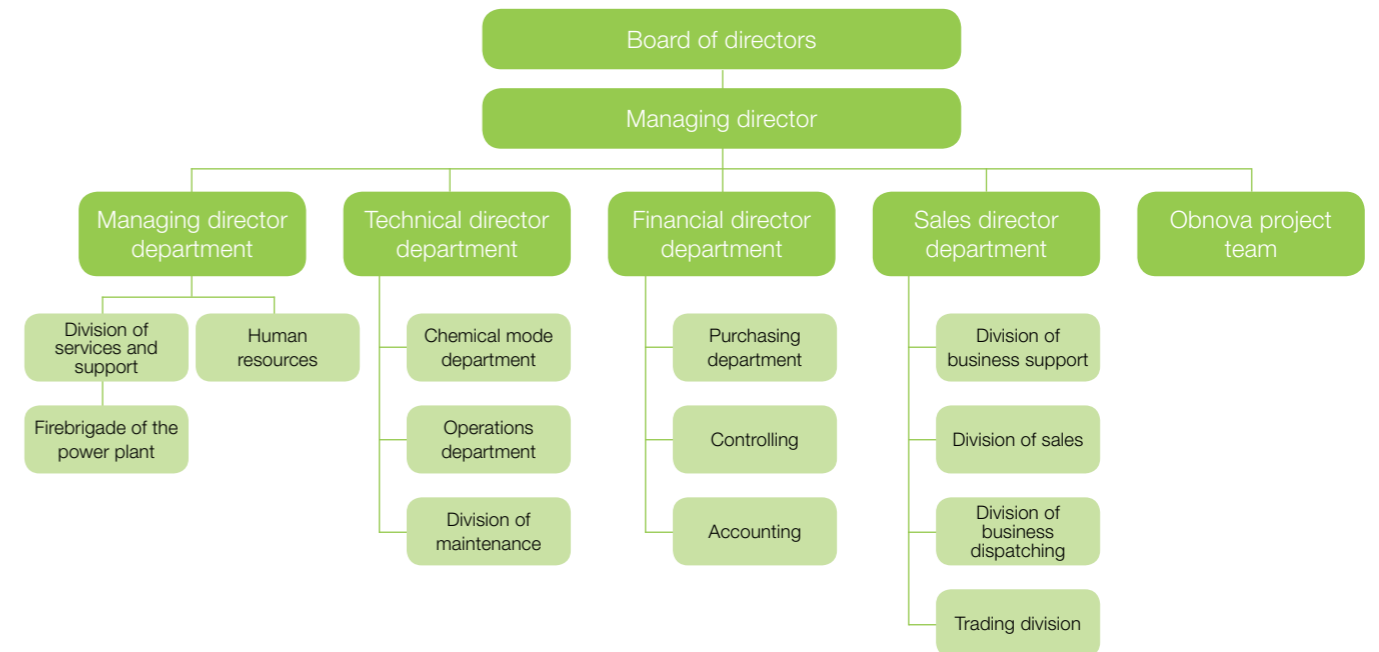 Board of directors
Managing director
Managing director
department
Technical director
department
Financial director
department
Sales director
department
Obnova project
team
Division of
services and
support
Human
resources
Chemical mode
department
Purchasing
department
Division of
business support
Firebrigade of the
power plant
Operations
department
Controlling
Division of sales
Division of
maintenance
Accounting
Division of
business
dispatching
Trading division